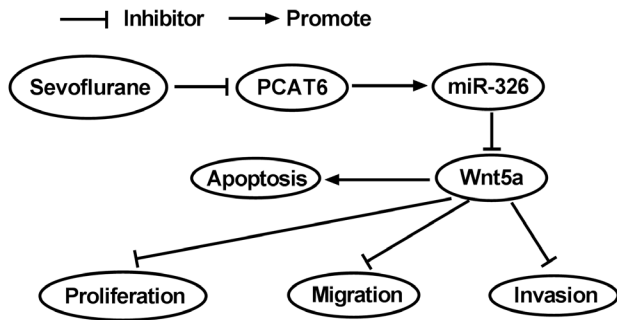 Inhibitor Promote
Sevoflurane PCAT6 miR-326
Apoptosis Wnt5a
Proliferation Migration Invasion